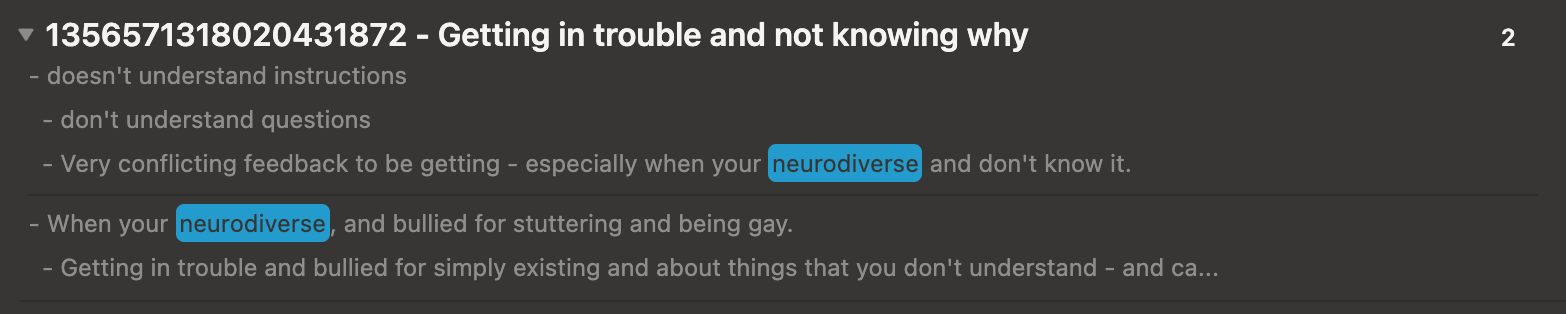 1356571318020431872 - Getting in trouble and not knowing why 2
- doesn't understand instructions
- don't understand questions
- Very conflicting feedback to be getting - especially when your neurodiverse and don't know it.
- When your neurodiverse, and bullied for stuttering and being gay.
- Getting in trouble and bullied for simply existing and about things that you don't understand - and ca...